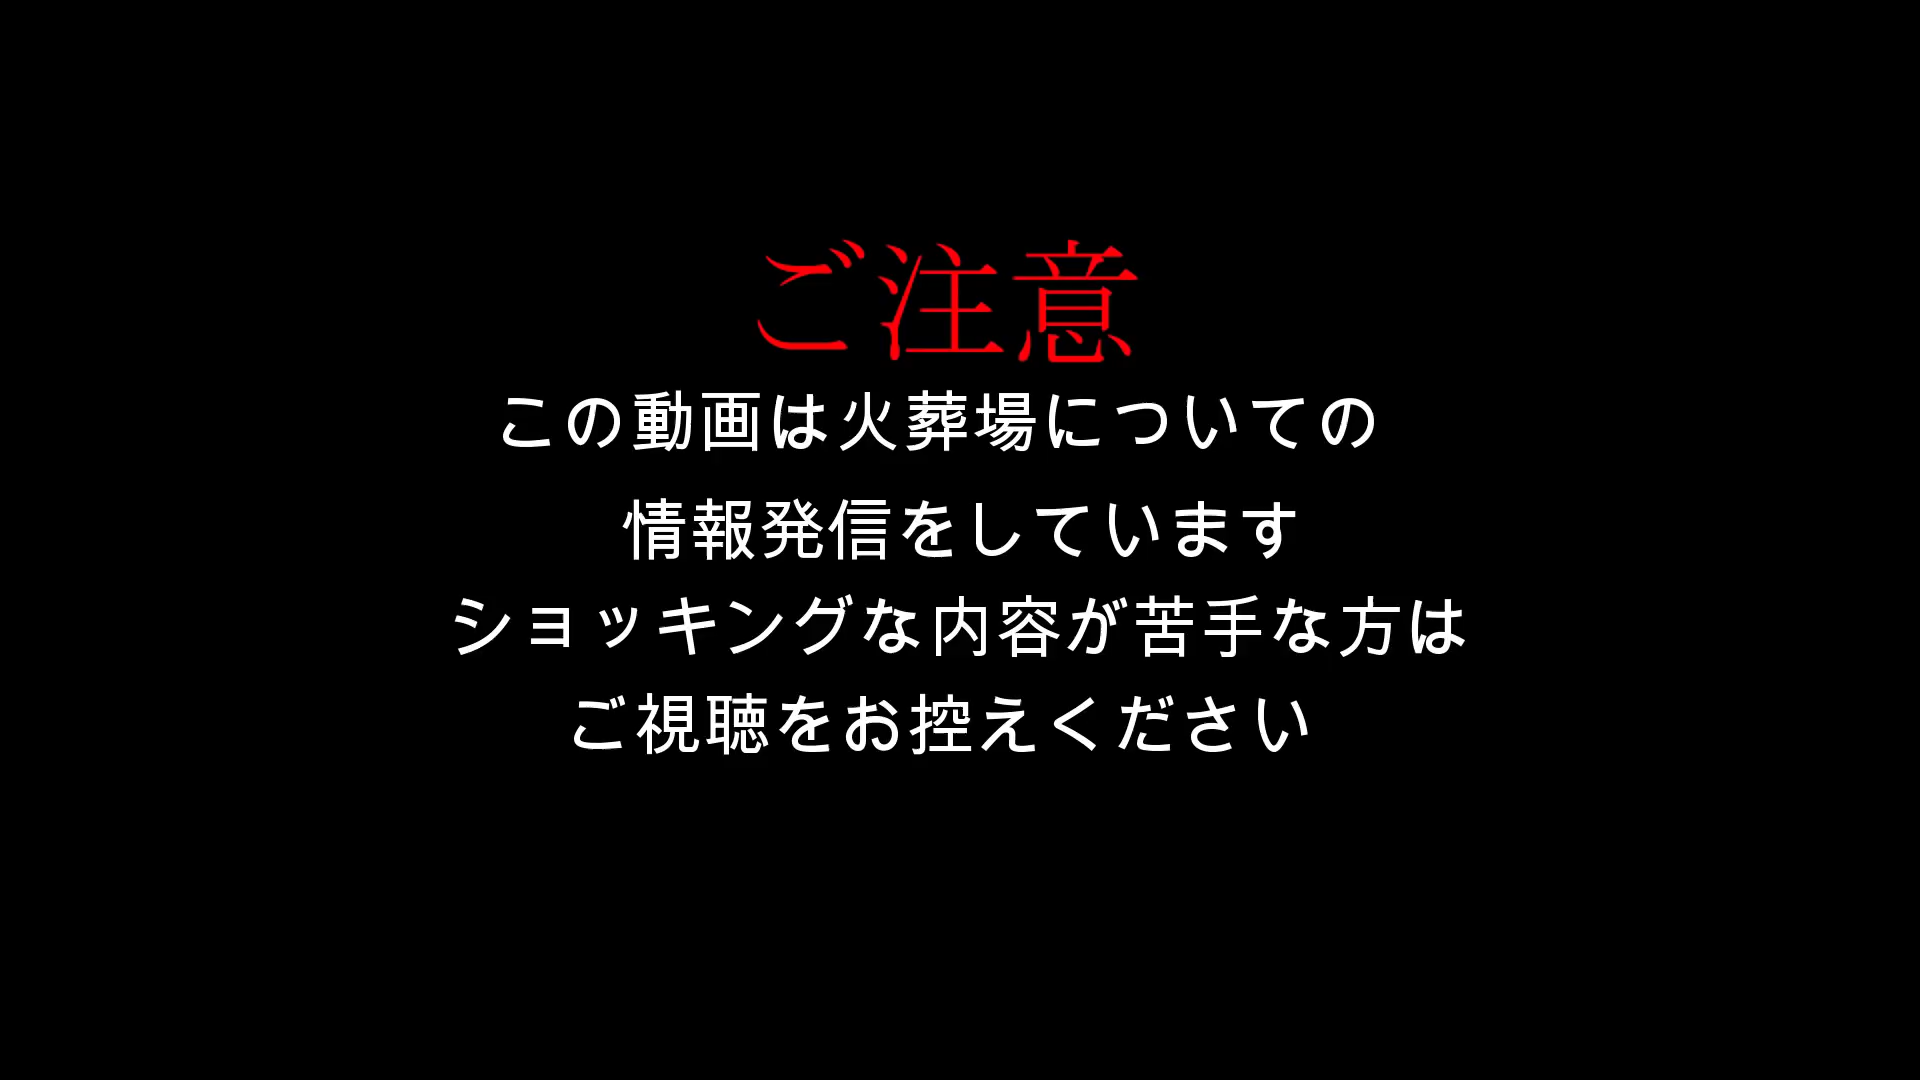 ご注意
この動画は火葬場についての
情報発信をしています
ショッキングな内容が苦手な方は
ご視聴をお控えください